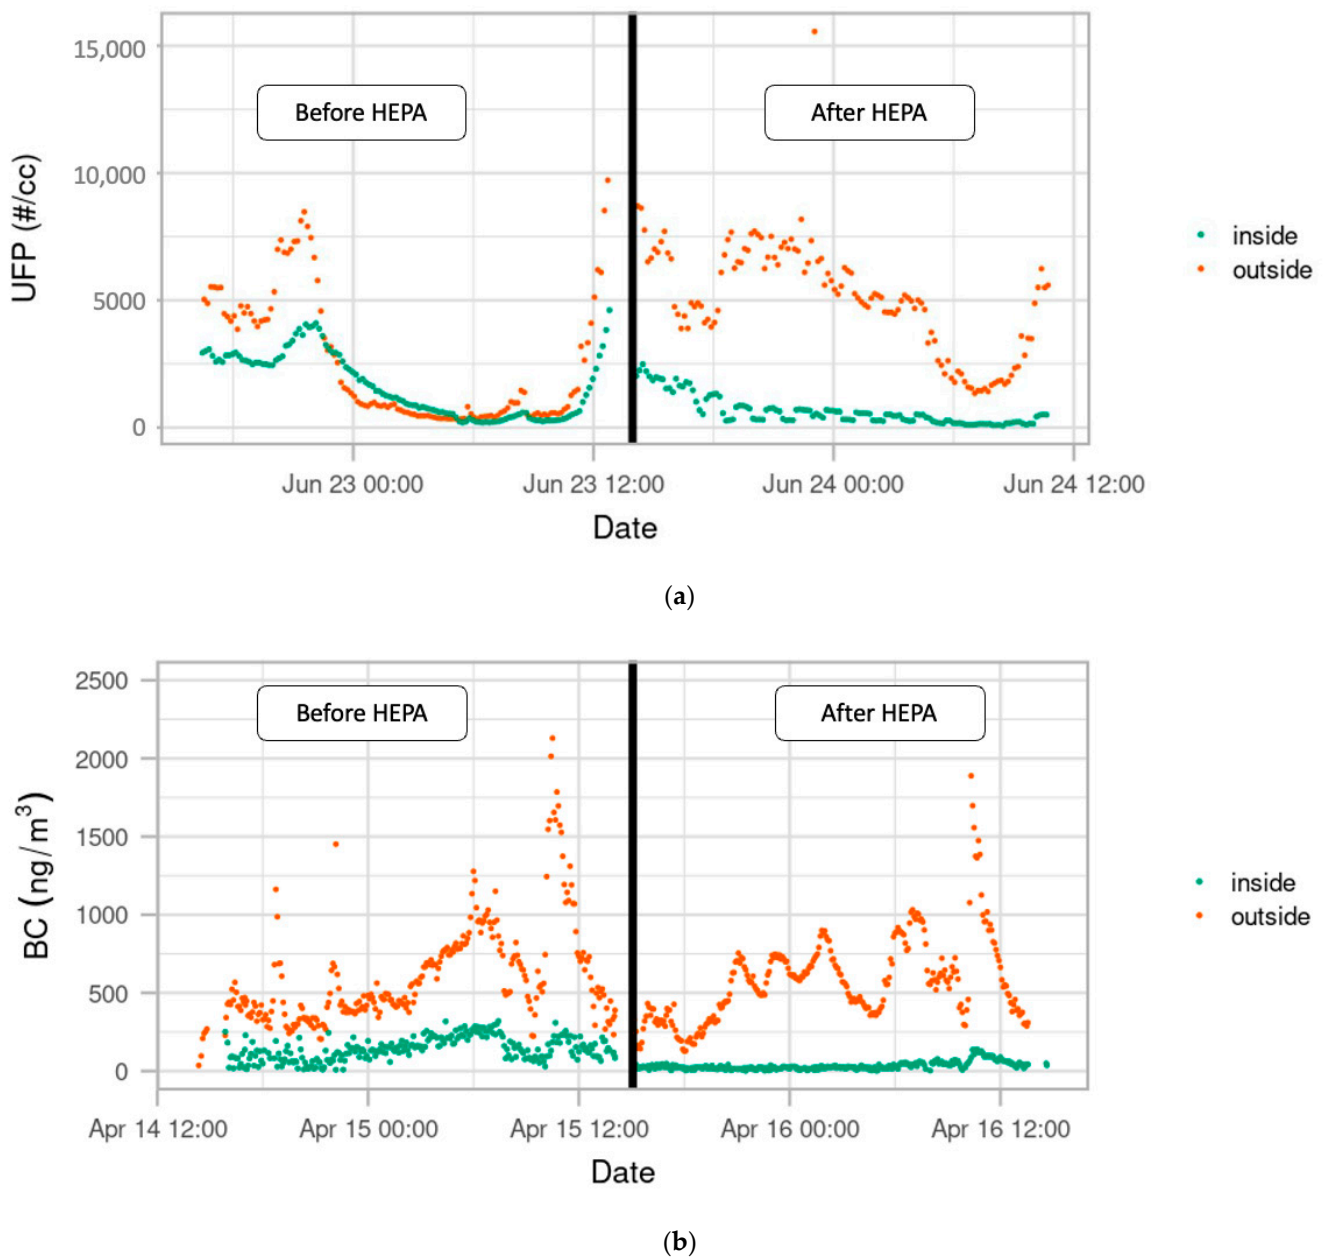 UFP (#/cc)
15,000
10,000
5000
0
Before HEPA
After HEPA
inside
outside
Jun 23 00:00
Jun 23 12:00
Jun 24 00:00
Jun 24 12:00
Date
(a)
BC (ng/m³)
2500
2000
1500
1000
500
0
Before HEPA
After HEPA
inside
outside
Apr 14 12:00
Apr 15 00:00
Apr 15 12:00
Apr 16 00:00
Apr 16 12:00
Date
(b)